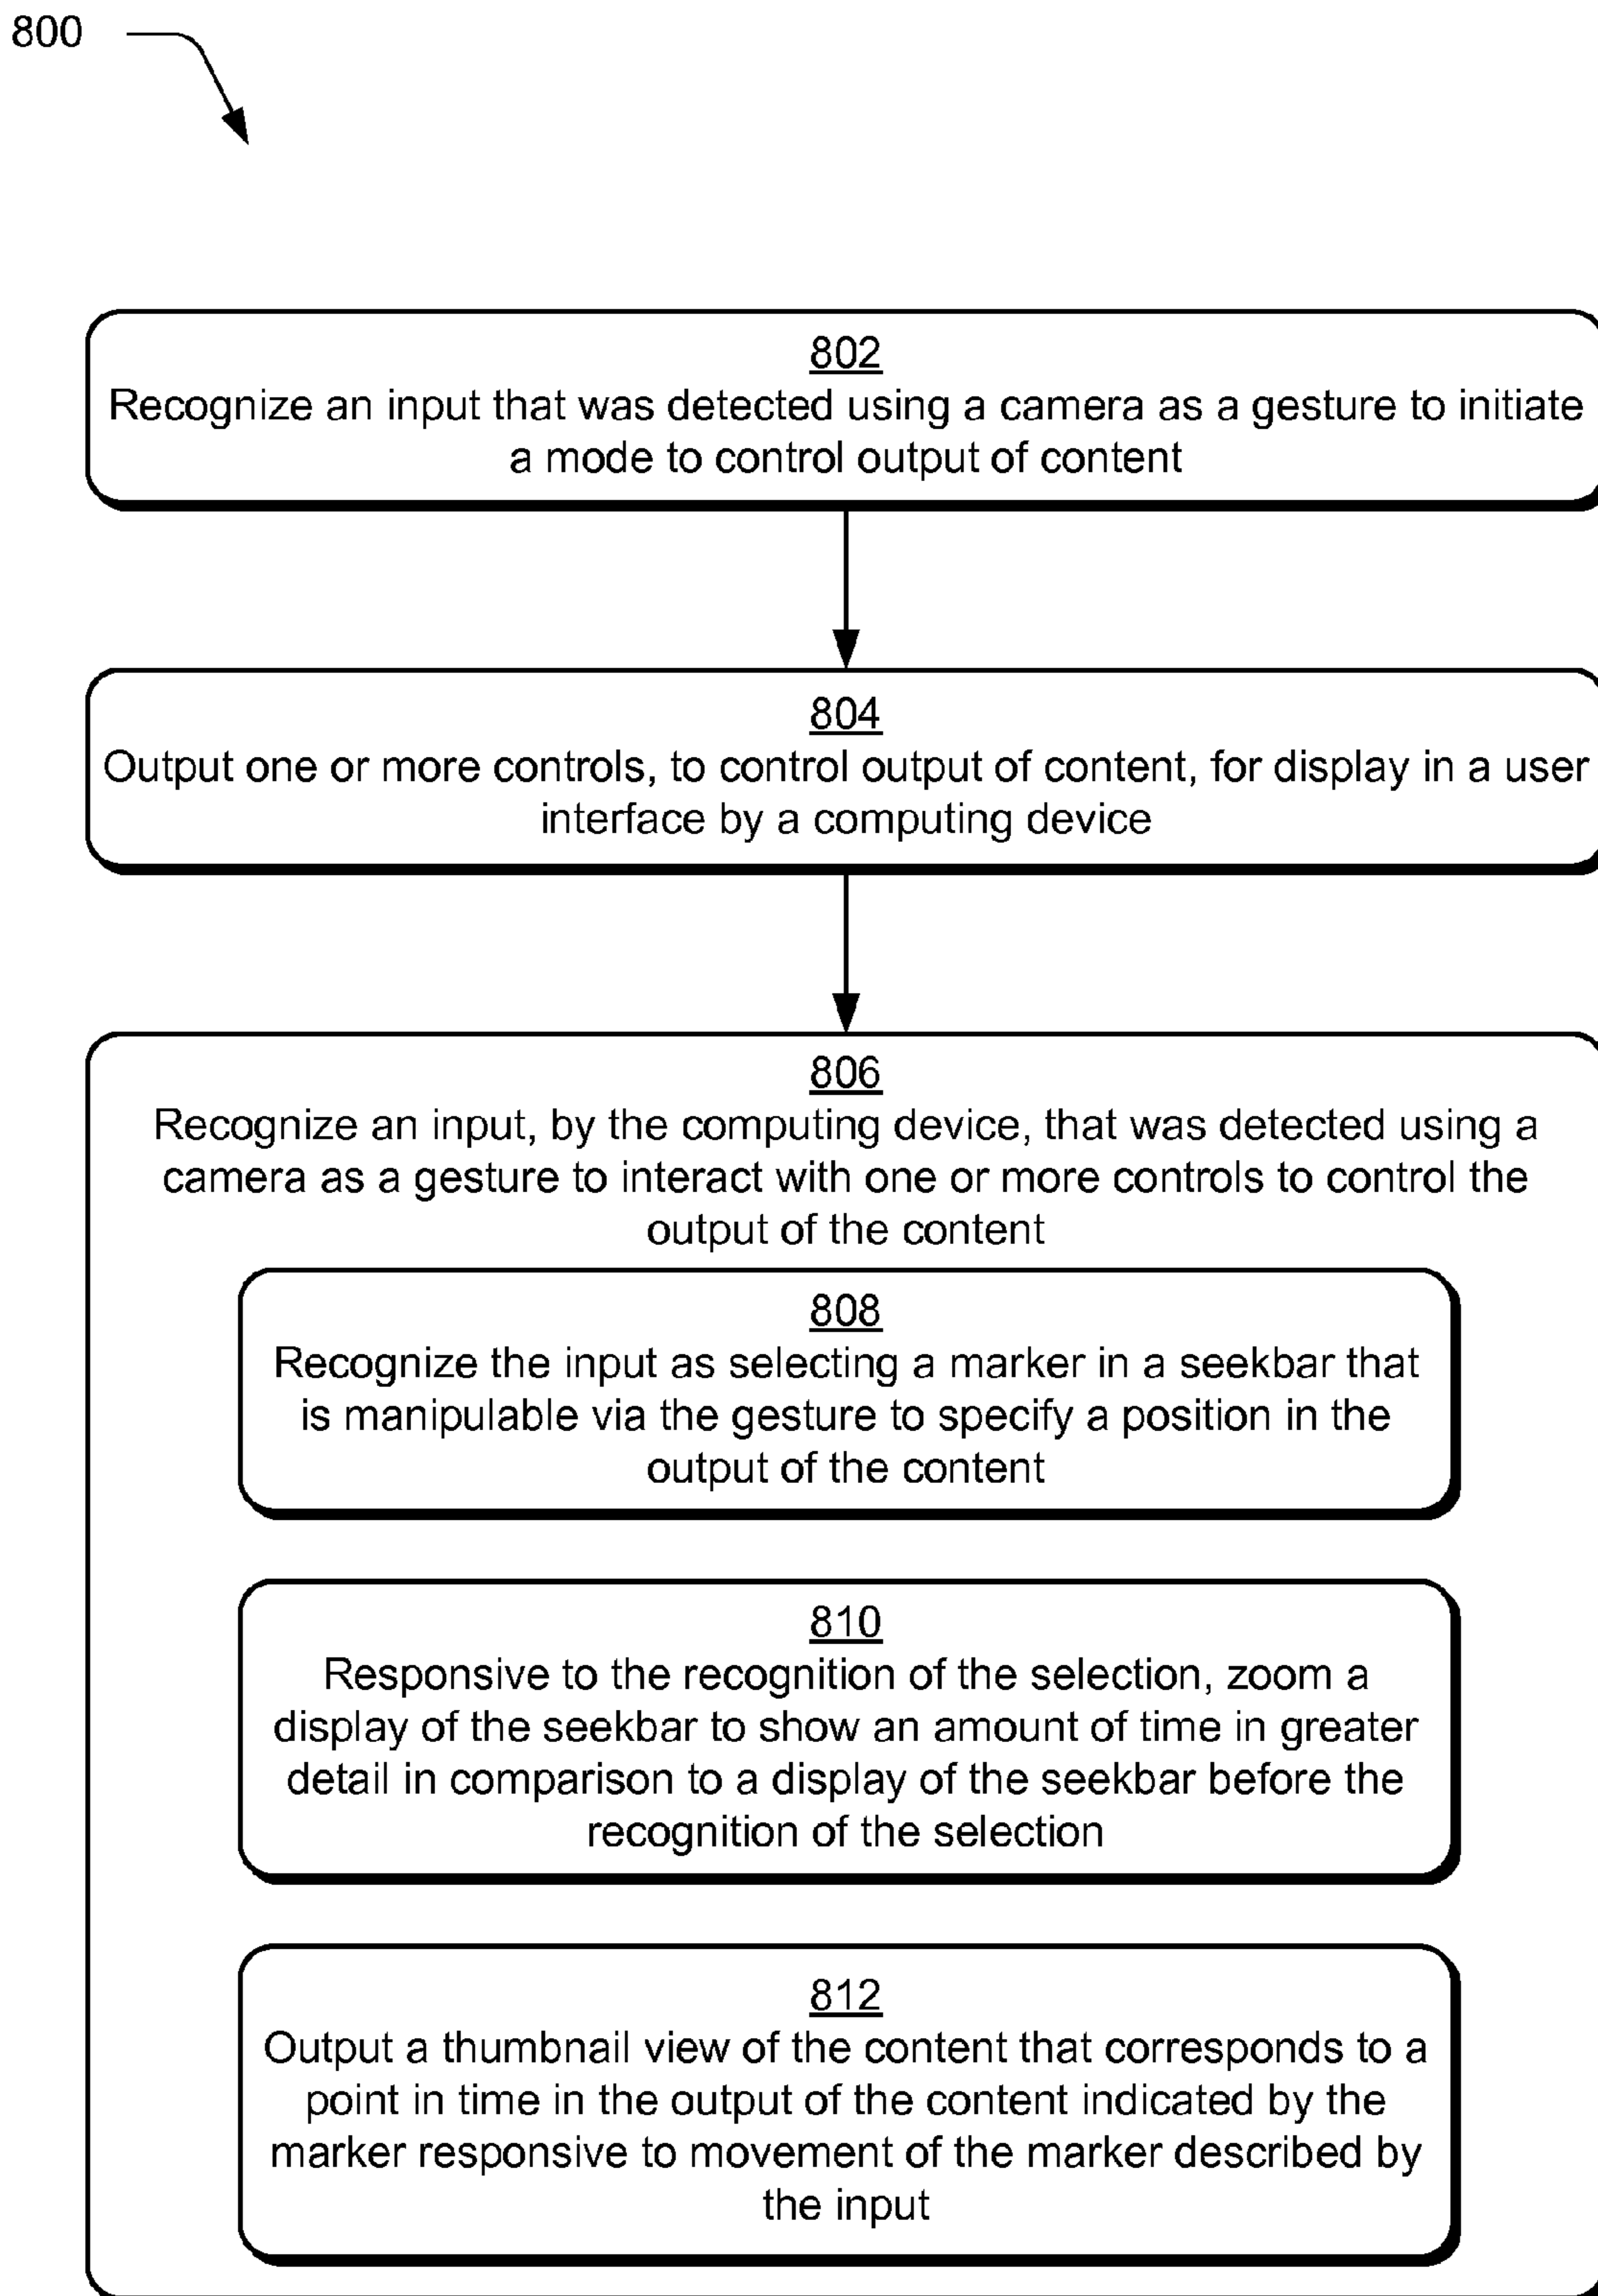 800
802
Recognize an input that was detected using a camera as a gesture to initiate
a mode to control output of content
804
Output one or more controls, to control output of content, for display in a user
interface by a computing device
806
Recognize an input, by the computing device, that was detected using a
camera as a gesture to interact with one or more controls to control the
output of the content
808
Recognize the input as selecting a marker in a seekbar that
is manipulable via the gesture to specify a position in the
output of the content
810
Responsive to the recognition of the selection, zoom a
display of the seekbar to show an amount of time in greater
detail in comparison to a display of the seekbar before the
recognition of the selection
812
Output a thumbnail view of the content that corresponds to a
point in time in the output of the content indicated by the
marker responsive to movement of the marker described by
the input